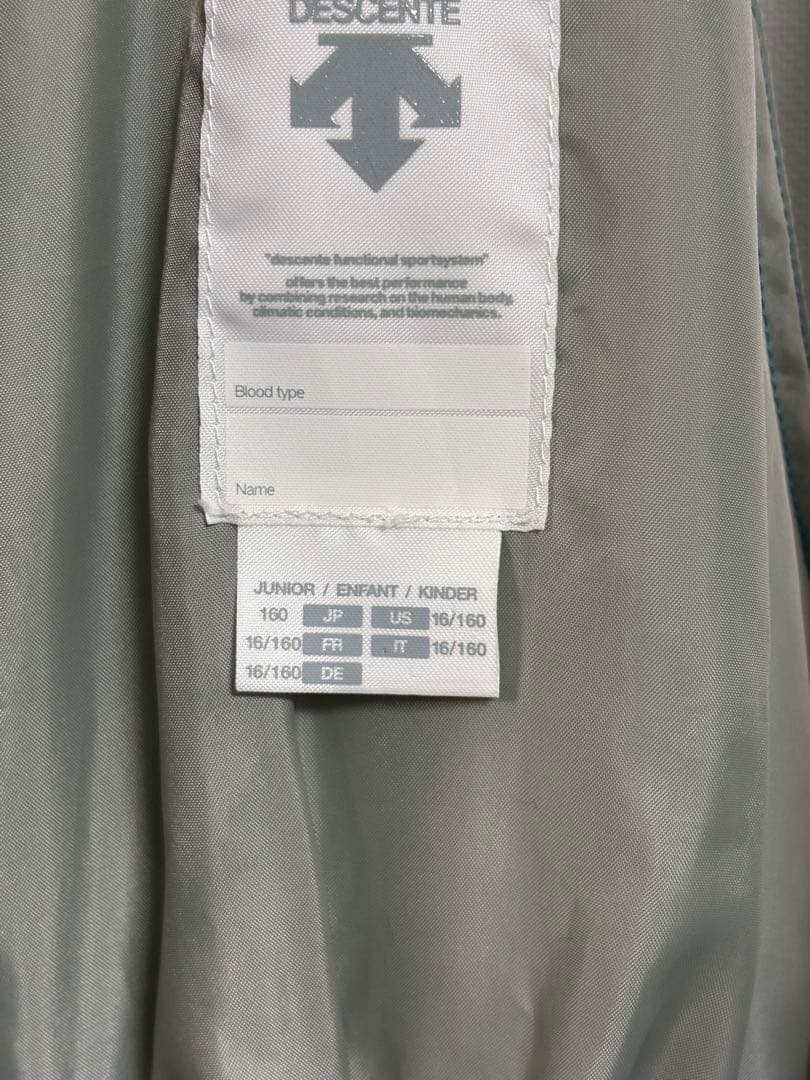 DESCENTE
"descente functional sportsystem"
offers the best performance
by combining research on the human body,
climatic conditions, and biomechanics.
Blood type
Name
JUNIOR / ENFANT / KINDER
160 JP US 16/160
16/160 FR IT 16/160
16/160 DE